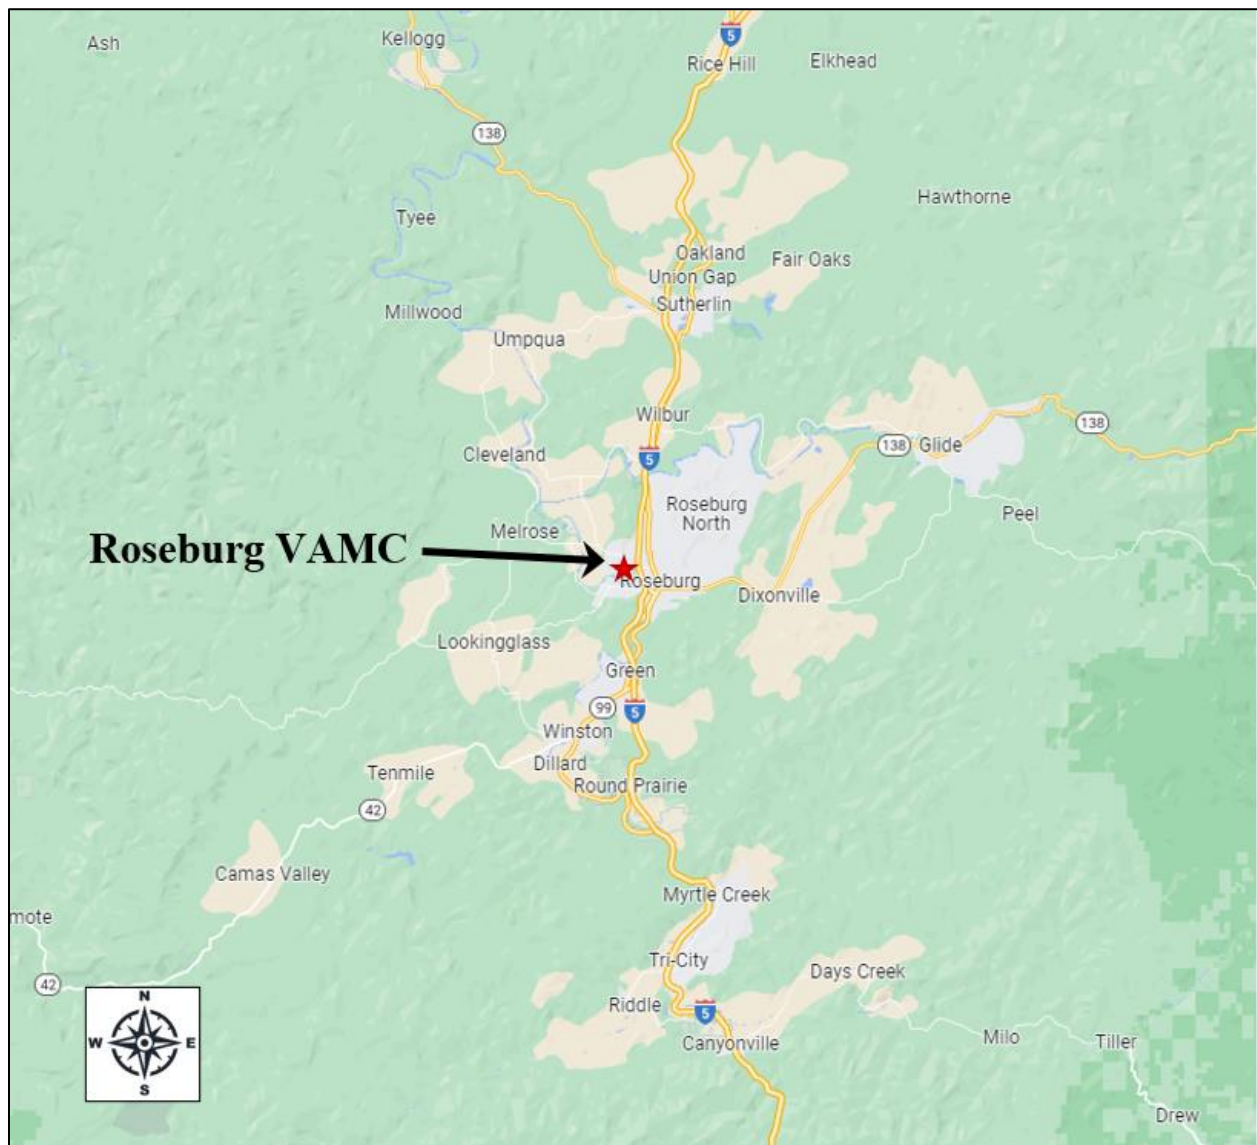 Ash
Kellogg
5
Rice Hill
Elkhead
138
Hawthorne
Tyee
Oakland
Fair Oaks
Union Gap
Sutherlin
Millwood
Umpqua
Wilbur
138
138
Glide
Cleveland
5
Roseburg
North
Peel
Melrose
Roseburg VAMC
Roseburg
Dixonville
Lookingglass
Green
99
5
Winston
Dillard
Tenmile
Round Prairie
42
Camas Valley
Myrtle Creek
mote
Tri-City
Days Creek
42
Riddle
5
N
W
E
S
Canyonville
Milo
Tiller
Drew